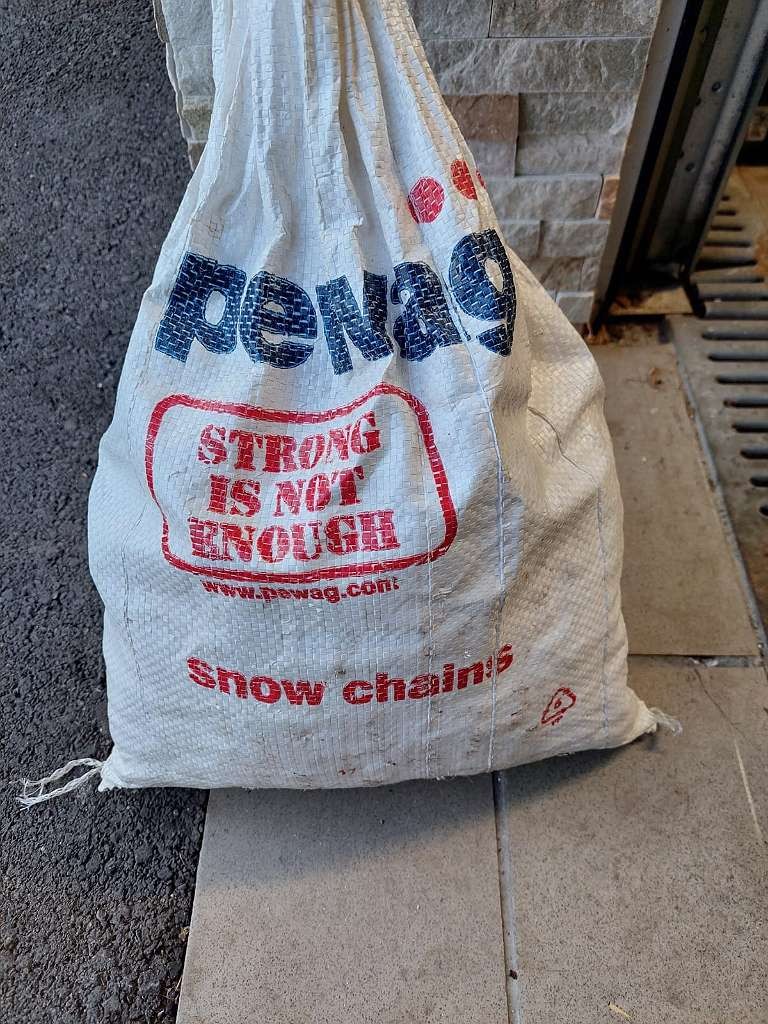 pewag
STRONG
IS NOT
ENOUGH
www.pewag.com
snow chains